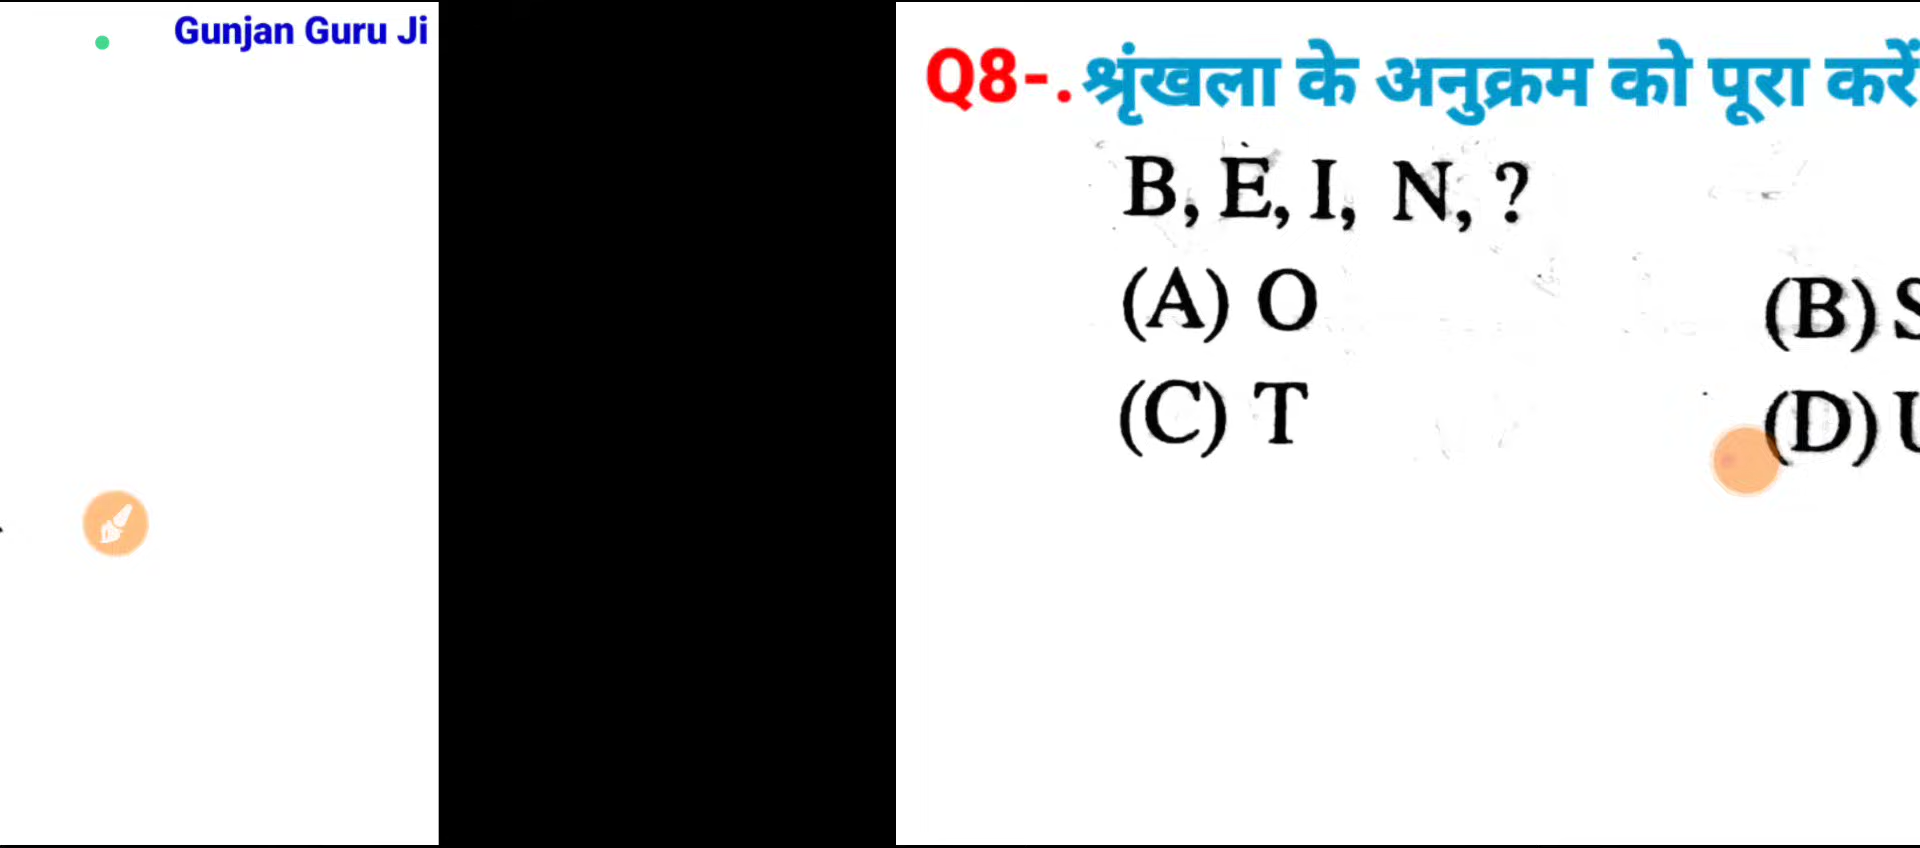 Gunjan Guru Ji
Q8-. श्रृंखला के अनुक्रम को पूरा करें
B, E, I, N, ?
(A) O
(B) S
(C) T
(D) U